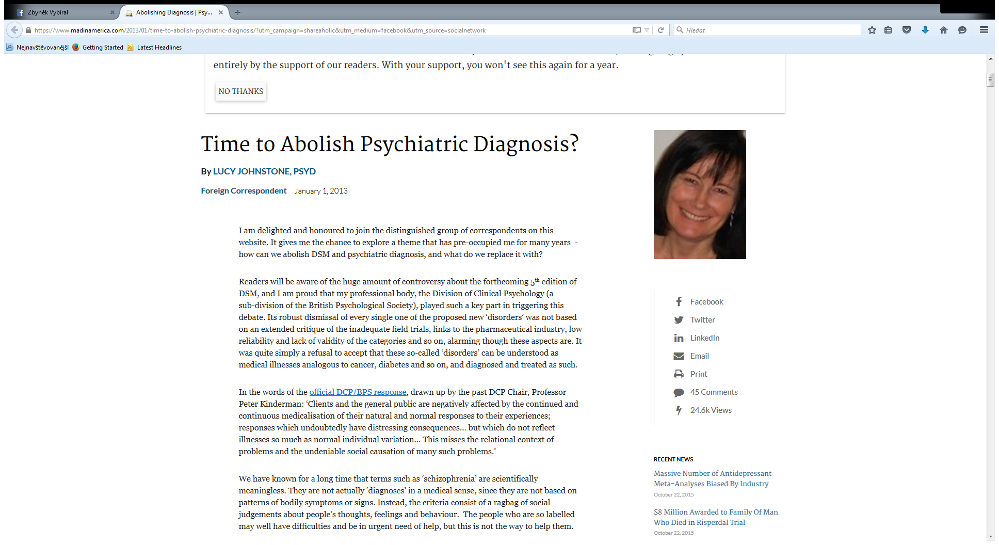 Zbyněk Vybíral
Abolishing Diagnosis | Psy...
https://www.madinamerica.com/2013/01/time-to-abolish-psychiatric-diagnosis/?utm_campaign=shareaholic&utm_medium=facebook&utm_source=socialnetwork
Hledat
Nejnavštěvovanější Getting Started Latest Headlines
entirely by the support of our readers. With your support, you won't see this again for a year.
NO THANKS
Time to Abolish Psychiatric Diagnosis?
By LUCY JOHNSTONE, PSYD
Foreign Correspondent January 1, 2013
I am delighted and honoured to join the distinguished group of correspondents on this
website. It gives me the chance to explore a theme that has pre-occupied me for many years -
how can we abolish DSM and psychiatric diagnosis, and what do we replace it with?
Readers will be aware of the huge amount of controversy about the forthcoming 5th edition of
DSM, and I am proud that my professional body, the Division of Clinical Psychology (a
sub-division of the British Psychological Society), played such a key part in triggering this
debate. Its robust dismissal of every single one of the proposed new ‘disorders’ was not based
on an extended critique of the inadequate field trials, links to the pharmaceutical industry, low
reliability and lack of validity of the categories and so on, alarming though these aspects are. It
was quite simply a refusal to accept that these so-called ‘disorders’ can be understood as
medical illnesses analogous to cancer, diabetes and so on, and diagnosed and treated as such.
In the words of the official DCP/BPS response, drawn up by the past DCP Chair, Professor
Peter Kinderman: ‘Clients and the general public are negatively affected by the continued and
continuous medicalisation of their natural and normal responses to their experiences;
responses which undoubtedly have distressing consequences... but which do not reflect
illnesses so much as normal individual variation... This misses the relational context of
problems and the undeniable social causation of many such problems.’
We have known for a long time that terms such as ‘schizophrenia’ are scientifically
meaningless. They are not actually ‘diagnoses’ in a medical sense, since they are not based on
patterns of bodily symptoms or signs. Instead, the criteria consist of a ragbag of social
judgements about people’s thoughts, feelings and behaviour. The people who are so labelled
may well have difficulties and be in urgent need of help, but this is not the way to help them.
Facebook
Twitter
LinkedIn
Email
Print
45 Comments
24.6k Views
RECENT NEWS
Massive Number of Antidepressant
Meta-Analyses Biased By Industry
October 22, 2015
$8 Million Awarded to Family Of Man
Who Died in Risperdal Trial
October 22, 2015